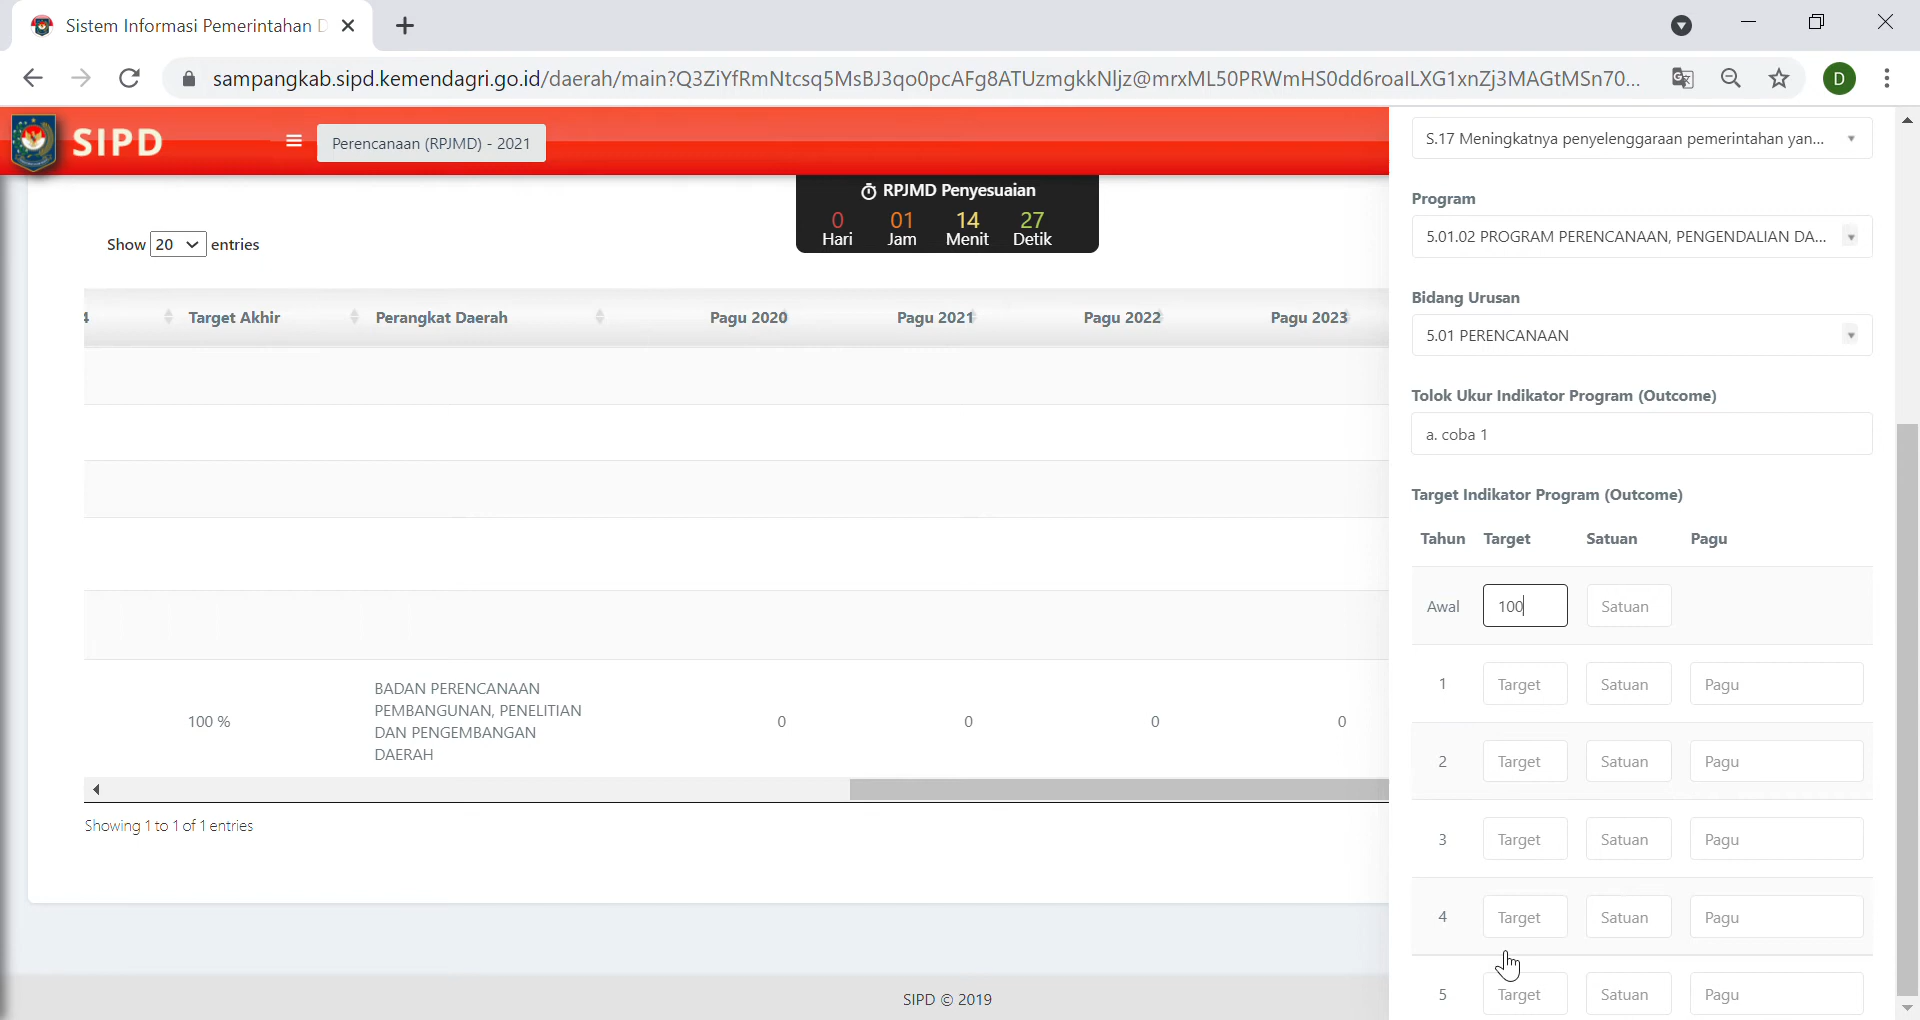 Sistem Informasi Pemerintahan D
sampangkab.sipd.kemendagri.go.id/daerah/main?Q3ZiYfRmNtcsq5MsBJ3qo0pcAFg8ATUzmgkkNljz@mrxML50PRWmHS0dd6roaILXG1xnZj3MAGtMSn70...
D
SIPD
Perencanaan (RPJMD) - 2021
RPJMD Penyesuaian
0 01 14 27
Hari Jam Menit Detik
Show 20 entries
4 Target Akhir Perangkat Daerah Pagu 2020 Pagu 2021 Pagu 2022 Pagu 2023
100 %
BADAN PERENCANAAN
PEMBANGUNAN, PENELITIAN
DAN PENGEMBANGAN
DAERAH
0 0 0 0
Showing 1 to 1 of 1 entries
SIPD © 2019
S.17 Meningkatnya penyelenggaraan pemerintahan yan...
Program
5.01.02 PROGRAM PERENCANAAN, PENGENDALIAN DA...
Bidang Urusan
5.01 PERENCANAAN
Tolok Ukur Indikator Program (Outcome)
a. coba 1
Target Indikator Program (Outcome)
Tahun Target Satuan Pagu
Awal 100 Satuan
1 Target Satuan Pagu
2 Target Satuan Pagu
3 Target Satuan Pagu
4 Target Satuan Pagu
5 Target Satuan Pagu